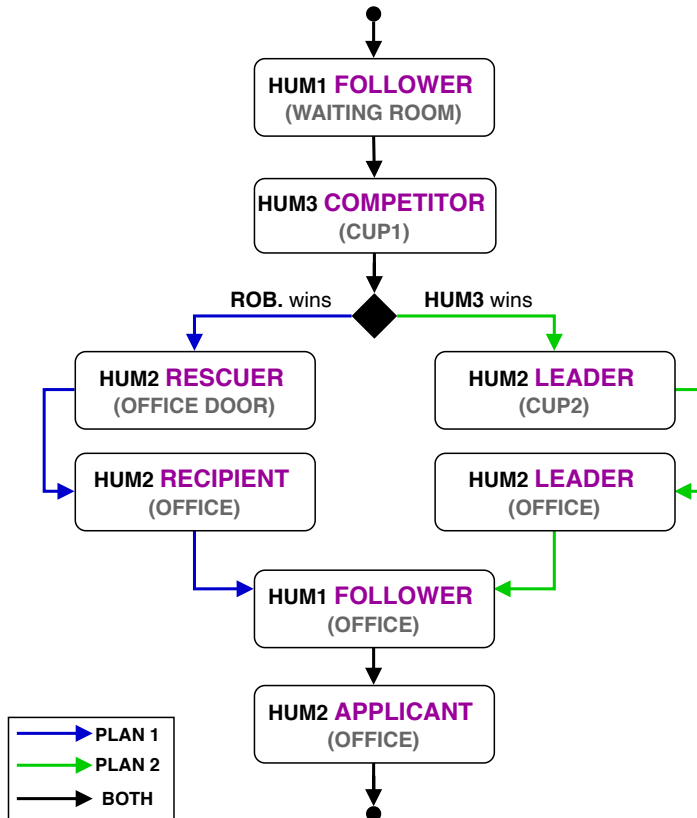 HUM1 FOLLOWER
(WAITING ROOM)
HUM3 COMPETITOR
(CUP1)
ROB. wins
HUM3 wins
HUM2 RESCUER
(OFFICE DOOR)
HUM2 LEADER
(CUP2)
HUM2 RECIPIENT
(OFFICE)
HUM2 LEADER
(OFFICE)
HUM1 FOLLOWER
(OFFICE)
HUM2 APPLICANT
(OFFICE)
PLAN 1
PLAN 2
BOTH